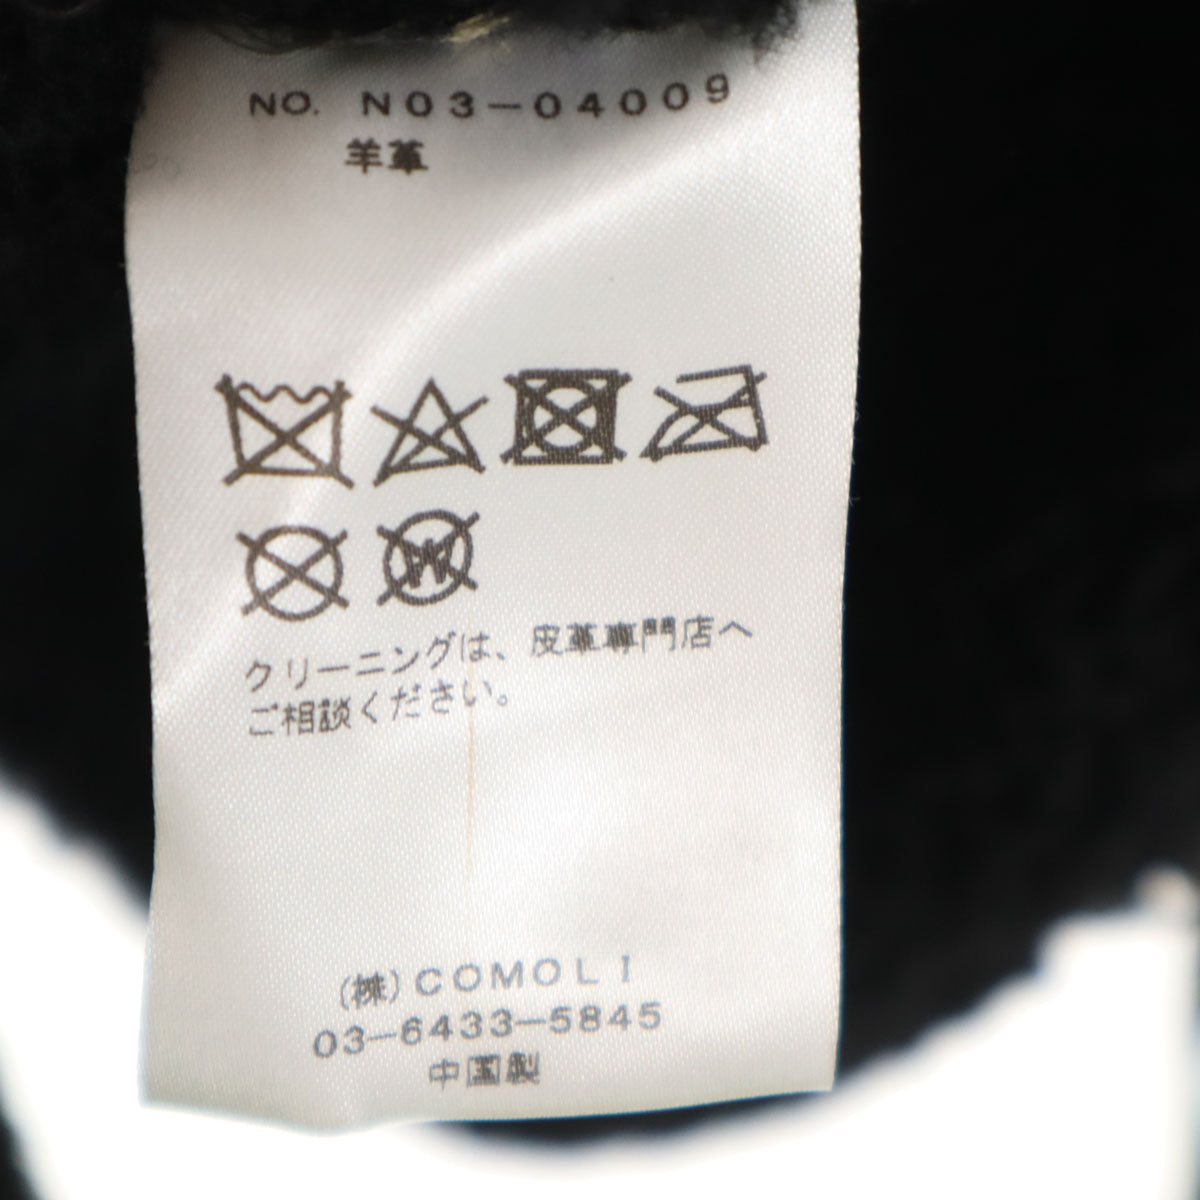 NO. N03-04009
羊革
W
クリーニングは、皮革専門店へ
ご相談ください。
(株)COMOLI
03-6433-5845
中国製